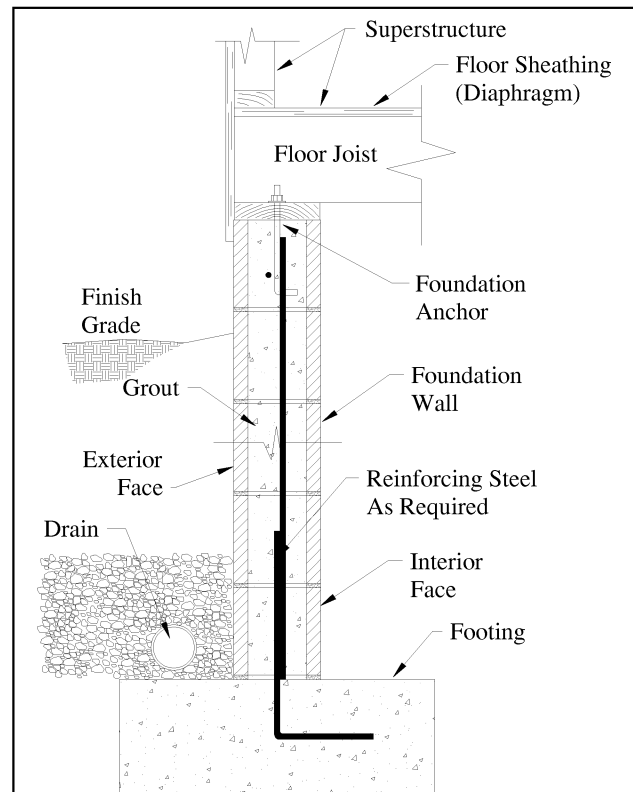 Superstructure
Floor Sheathing
(Diaphragm)
Floor Joist
Foundation
Anchor
Finish
Grade
Grout
Foundation
Wall
Exterior
Face
Reinforcing Steel
As Required
Drain
Interior
Face
Footing